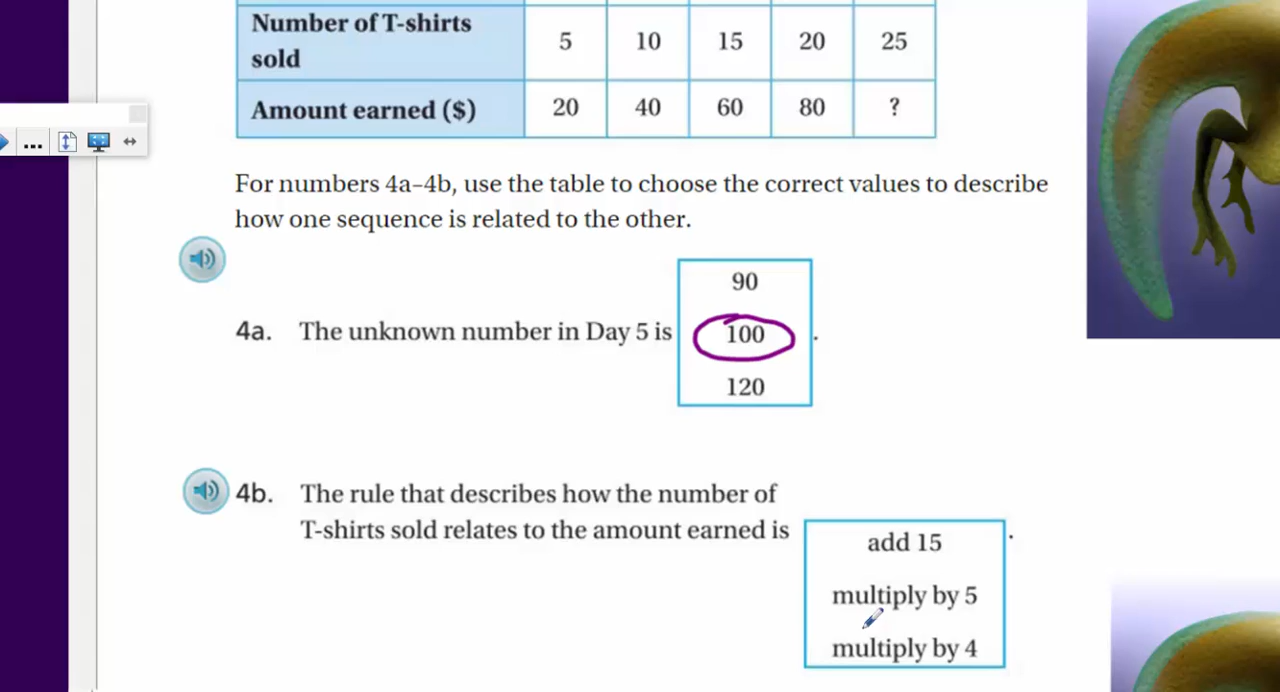 Number of T-shirts
sold
5 10 15 20 25
Amount earned ($) 20 40 60 80 ?
For numbers 4a–4b, use the table to choose the correct values to describe
how one sequence is related to the other.
90
4a. The unknown number in Day 5 is 100 .
120
4b. The rule that describes how the number of
T-shirts sold relates to the amount earned is .
add 15
multiply by 5
multiply by 4